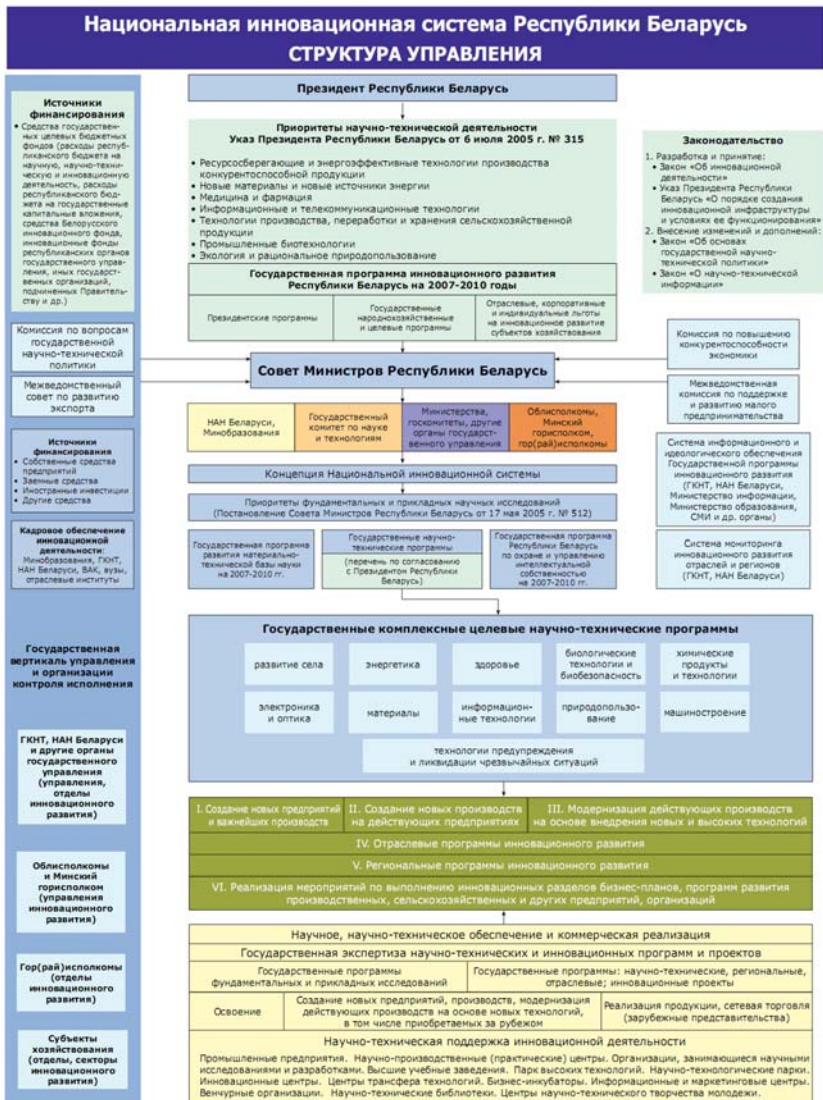 Национальная инновационная система Республики Беларусь
СТРУКТУРА УПРАВЛЕНИЯ
Источники
финансирования
• Средства государствен-
ных целевых бюджетных
фондов (расходы респуб-
ликанского бюджета на
научную, научно-техни-
ческую и инновационную
деятельность, расходы
республиканского бюд-
жета на государственные
капитальные вложения,
средства Белорусского
инновационного фонда,
инновационные фонды
республиканских органов
государственного управ-
ления, иных государст-
венных организаций,
подчиненных Правитель-
ству и др.)
Комиссия по вопросам
государственной
научно-технической
политики
Межведомственный
совет по развитию
экспорта
Источники
финансирования
• Собственные средства
предприятий
• Заемные средства
• Иностранные инвестиции
• Другие средства
Кадровое обеспечение
инновационной
деятельности:
Минобразования, ГКНТ,
НАН Беларуси, ВАК, вузы,
отраслевые институты
Государственная
вертикаль управления
и организации
контроля исполнения
ГКНТ, НАН Беларуси
и другие органы
государственного
управления
(управления,
отделы
инновационного
развития)
Облисполкомы
и Минский
горисполком
(управления
инновационного
развития)
Гор(рай)исполкомы
(отделы
инновационного
развития)
Субъекты
хозяйствования
(отделы, секторы
инновационного
развития)
Президент Республики Беларусь
Приоритеты научно-технической деятельности
Указ Президента Республики Беларусь от 6 июля 2005 г. № 315
• Ресурсосберегающие и энергоэффективные технологии производства
конкурентоспособной продукции
• Новые материалы и новые источники энергии
• Медицина и фармация
• Информационные и телекоммуникационные технологии
• Технологии производства, переработки и хранения сельскохозяйственной
продукции
• Промышленные биотехнологии
• Экология и рациональное природопользование
Государственная программа инновационного развития
Республики Беларусь на 2007-2010 годы
Президентские программы
Государственные
народнохозяйственные
и целевые программы
Отраслевые, корпоративные
и индивидуальные льготы
на инновационное развитие
субъектов хозяйствования
Совет Министров Республики Беларусь
НАН Беларуси,
Минобразования
Государственный
комитет по науке
и технологиям
Министерства,
госкомитеты, другие
органы государст-
венного управления
Облисполкомы,
Минский
горисполком,
гор(рай)исполкомы
Концепция Национальной инновационной системы
Приоритеты фундаментальных и прикладных научных исследований
(Постановление Совета Министров Республики Беларусь от 17 мая 2005 г. № 512)
Государственная программа
развития материально-
технической базы науки
на 2007-2010 гг.
Государственные научно-
технические программы
(перечень по согласованию
с Президентом Республики
Беларусь)
Государственная программа
Республики Беларусь
по охране и управлению
интеллектуальной
собственностью
на 2007-2010 гг.
Законодательство
1. Разработка и принятие:
• Закон «Об инновационной
деятельности»
• Указ Президента Республики
Беларусь «О порядке создания
инновационной инфраструктуры
и условиях ее функционирования»
2. Внесение изменений и дополнений:
• Закон «Об основах
государственной научно-
технической политики»
• Закон «О научно-технической
информации»
Комиссия по повышению
конкурентоспособности
экономики
Межведомственная
комиссия по поддержке
и развитию малого
предпринимательства
Система информационного и
идеологического обеспечения
Государственной программы
инновационного развития
(ГКНТ, НАН Беларуси,
Министерство информации,
Министерство образования,
СМИ и др. органы)
Система мониторинга
инновационного развития
отраслей и регионов
(ГКНТ, НАН Беларуси)
Государственные комплексные целевые научно-технические программы
развитие села
энергетика
здоровье
биологические
технологии и
биобезопасность
химические
продукты
и технологии
электроника
и оптика
материалы
информацион-
ные технологии
природопользо-
вание
машиностроение
технологии предупреждения
и ликвидации чрезвычайных ситуаций
I. Создание новых предприятий
и важнейших производств
II. Создание новых производств
на действующих предприятиях
III. Модернизация действующих производств
на основе внедрения новых и высоких технологий
IV. Отраслевые программы инновационного развития
V. Региональные программы инновационного развития
VI. Реализация мероприятий по выполнению инновационных разделов бизнес-планов, программ развития
производственных, сельскохозяйственных и других предприятий, организаций
Научное, научно-техническое обеспечение и коммерческая реализация
Государственная экспертиза научно-технических и инновационных программ и проектов
Государственные программы
фундаментальных и прикладных исследований
Государственные программы: научно-технические, региональные,
отраслевые; инновационные проекты
Освоение
Создание новых предприятий, производств, модернизация
действующих производств на основе новых технологий,
в том числе приобретаемых за рубежом
Реализация продукции, сетевая торговля
(зарубежные представительства)
Научно-техническая поддержка инновационной деятельности
Промышленные предприятия. Научно-производственные (практические) центры. Организации, занимающиеся научными
исследованиями и разработками. Высшие учебные заведения. Парк высоких технологий. Научно-технологические парки.
Инновационные центры. Центры трансфера технологий. Бизнес-инкубаторы. Информационные и маркетинговые центры.
Венчурные организации. Научно-технические библиотеки. Центры научно-технического творчества молодежи.